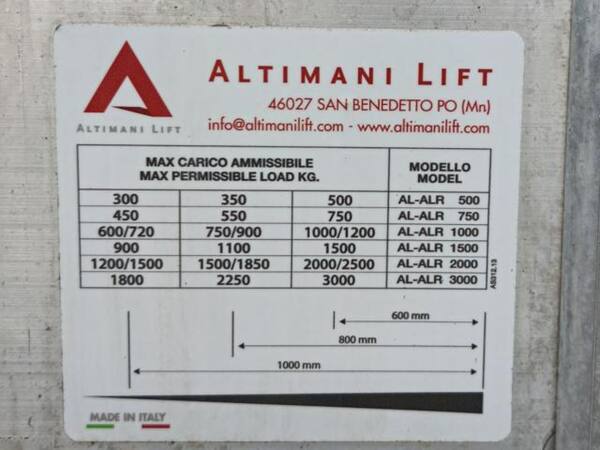 ALTIMANI LIFT
ALTIMANI LIFT
46027 SAN BENEDETTO PO (Mn)
info@altimanilift.com - www.altimanilift.com
MAX CARICO AMMISSIBILE
MAX PERMISSIBLE LOAD KG.
MODELLO
MODEL
300 350 500 AL-ALR 500
450 550 750 AL-ALR 750
600/720 750/900 1000/1200 AL-ALR 1000
900 1100 1500 AL-ALR 1500
1200/1500 1500/1850 2000/2500 AL-ALR 2000
1800 2250 3000 AL-ALR 3000
AS012.13
600 mm
800 mm
1000 mm
MADE IN ITALY